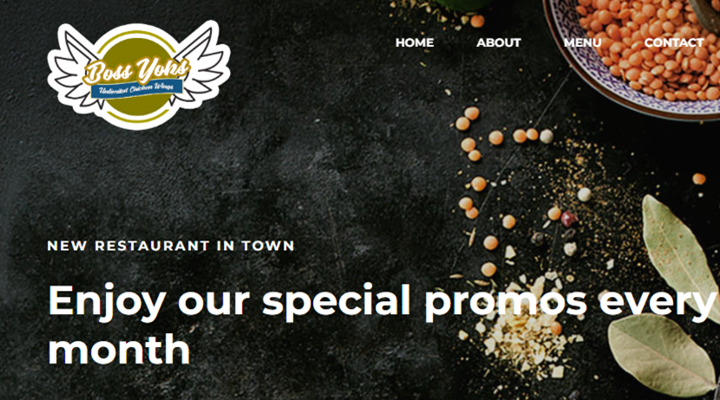 Boss Yohs
Unlimited Chicken Wings
HOME ABOUT MENU CONTACT
NEW RESTAURANT IN TOWN
Enjoy our special promos every
month